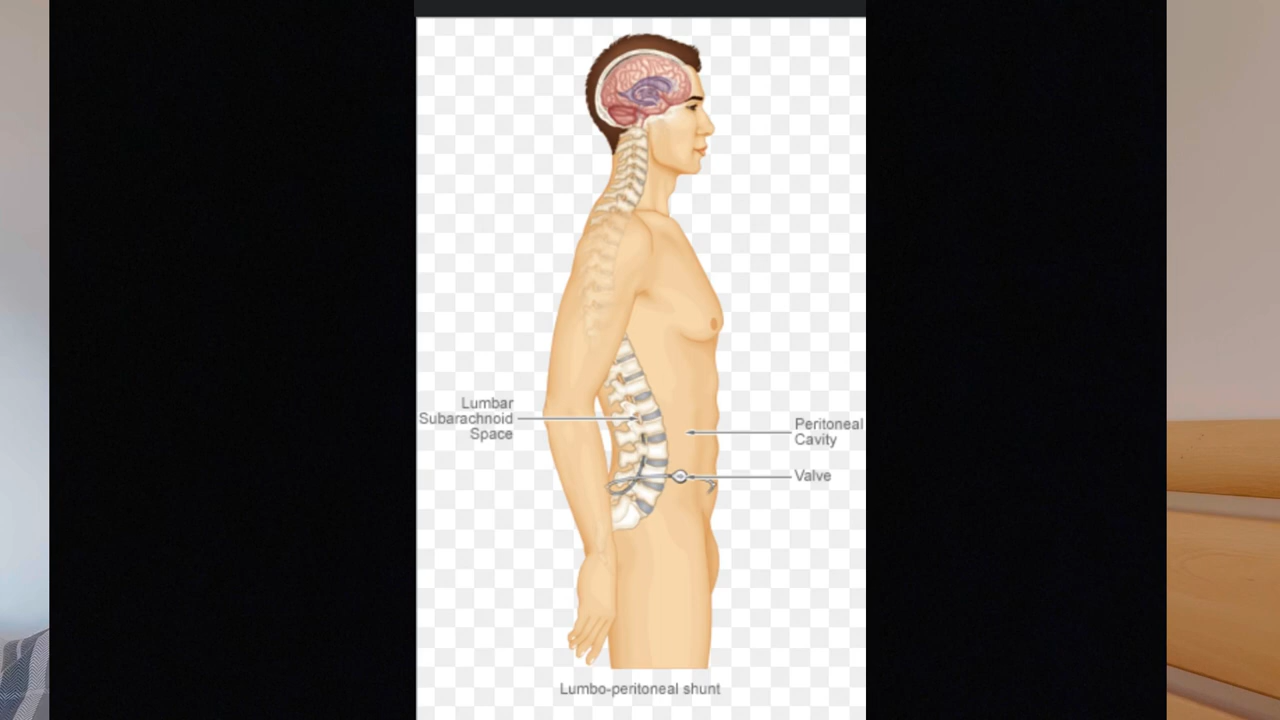 Lumbar
Subarachnoid
Space
Peritoneal
Cavity
Valve
Lumbo-peritoneal shunt